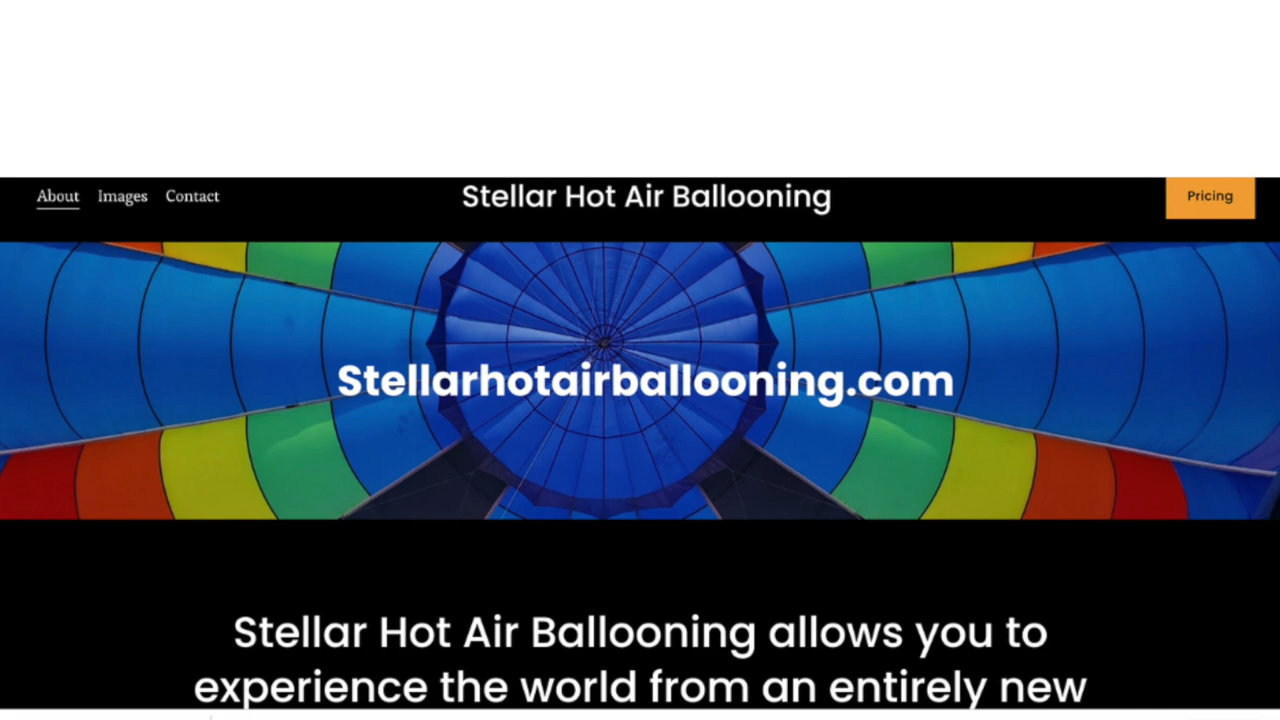 About Images Contact Stellar Hot Air Ballooning Pricing
Stellarhotairballooning.com
Stellar Hot Air Ballooning allows you to
experience the world from an entirely new